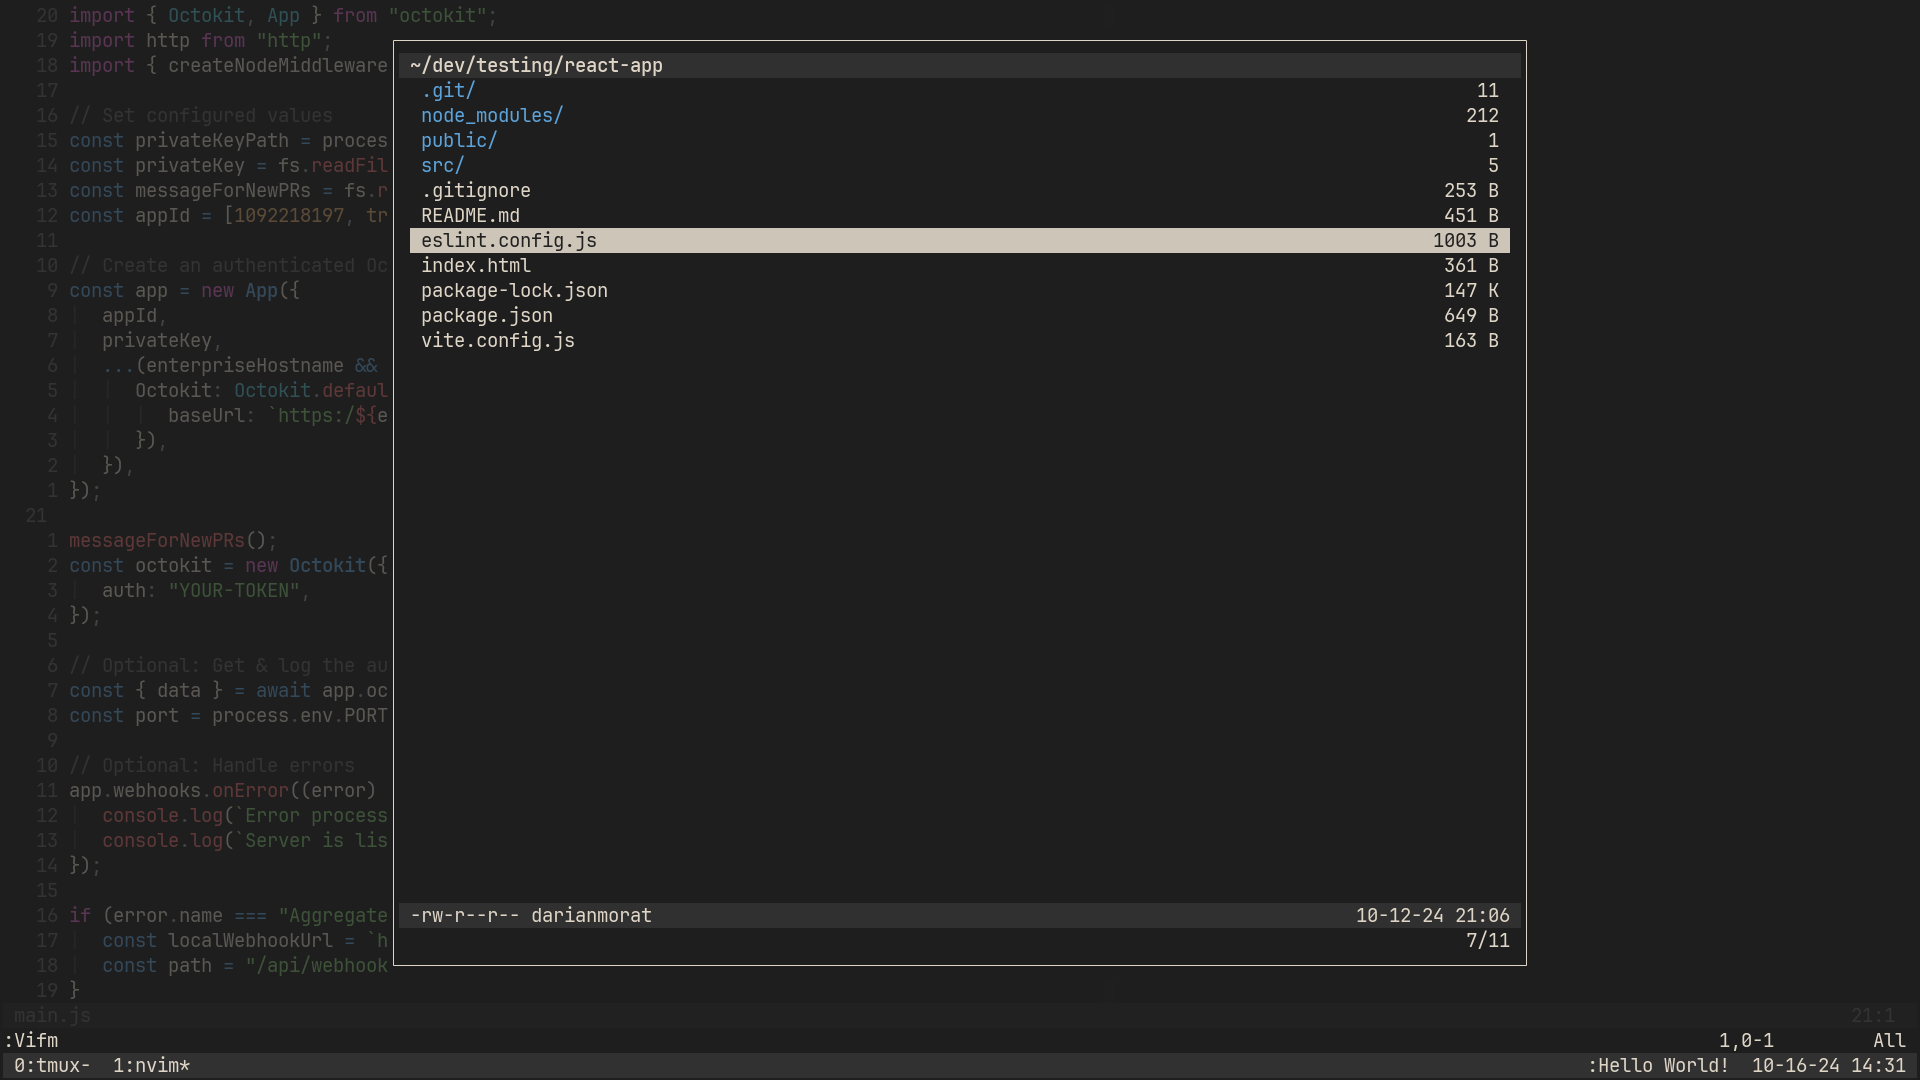 20 import { Octokit, App } from "octokit";
19 import http from "http";
18 import { createNodeMiddleware
17
16 // Set configured values
15 const privateKeyPath = proces
14 const privateKey = fs.readFil
13 const messageForNewPRs = fs.r
12 const appId = [1092218197, tr
11
10 // Create an authenticated Oc
9 const app = new App({
8 appId,
7 privateKey,
6 ...(enterpriseHostname &&
5 Octokit: Octokit.defaul
4 baseUrl: `https:/${e
3 }),
2 }),
1 });
21
1 messageForNewPRs();
2 const octokit = new Octokit({
3 auth: "YOUR-TOKEN",
4 });
5
6 // Optional: Get & log the au
7 const { data } = await app.oc
8 const port = process.env.PORT
9
10 // Optional: Handle errors
11 app.webhooks.onError((error)
12 console.log(`Error process
13 console.log(`Server is lis
14 });
15
16 if (error.name === "Aggregate
17 const localWebhookUrl = `h
18 const path = "/api/webhook
19 }
~/dev/testing/react-app
.git/ 11
node_modules/ 212
public/ 1
src/ 5
.gitignore 253 B
README.md 451 B
eslint.config.js 1003 B
index.html 361 B
package-lock.json 147 K
package.json 649 B
vite.config.js 163 B
-rw-r--r-- darianmorat 10-12-24 21:06
7/11
main.js 21:1
:Vifm 1,0-1 All
0:tmux- 1:nvim* :Hello World! 10-16-24 14:31